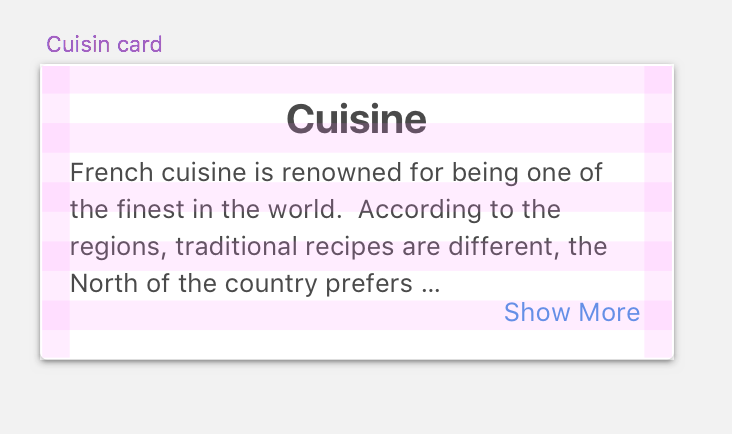 Cuisin card
Cuisine
French cuisine is renowned for being one of
the finest in the world.  According to the
regions, traditional recipes are different, the
North of the country prefers ...
Show More